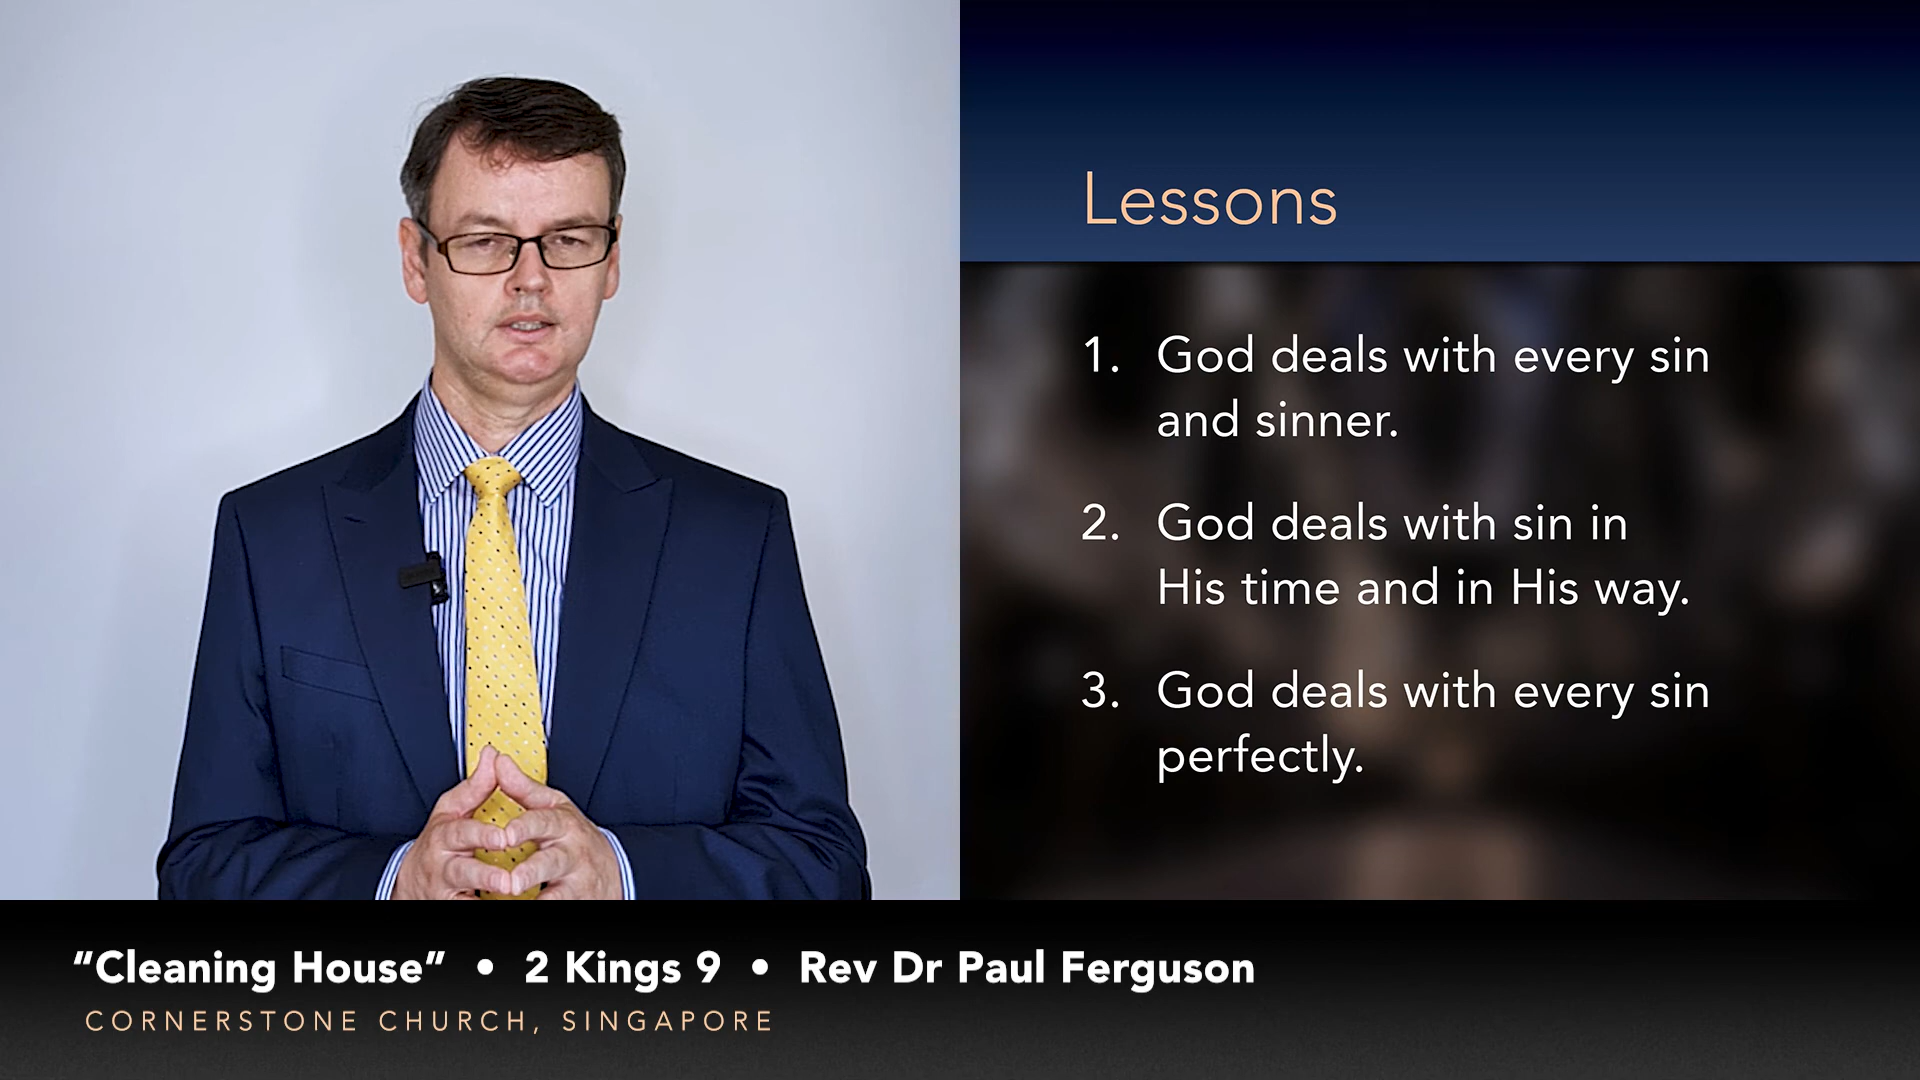 Lessons
1. God deals with every sin
and sinner.
2. God deals with sin in
His time and in His way.
3. God deals with every sin
perfectly.
“Cleaning House” • 2 Kings 9 • Rev Dr Paul Ferguson
CORNERSTONE CHURCH, SINGAPORE